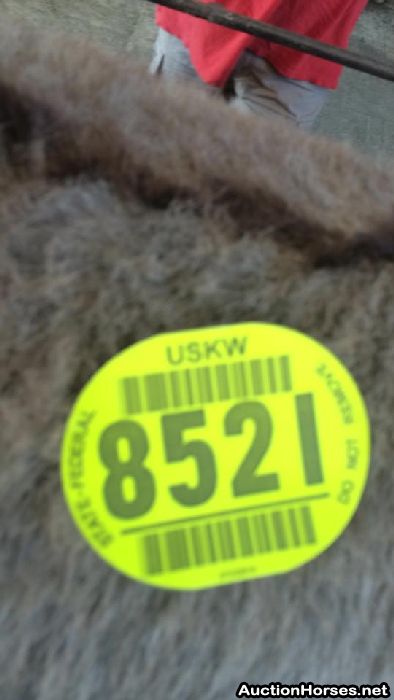 USKW
STATE-FEDERAL
8521
DO NOT REMOVE
AuctionHorses.net